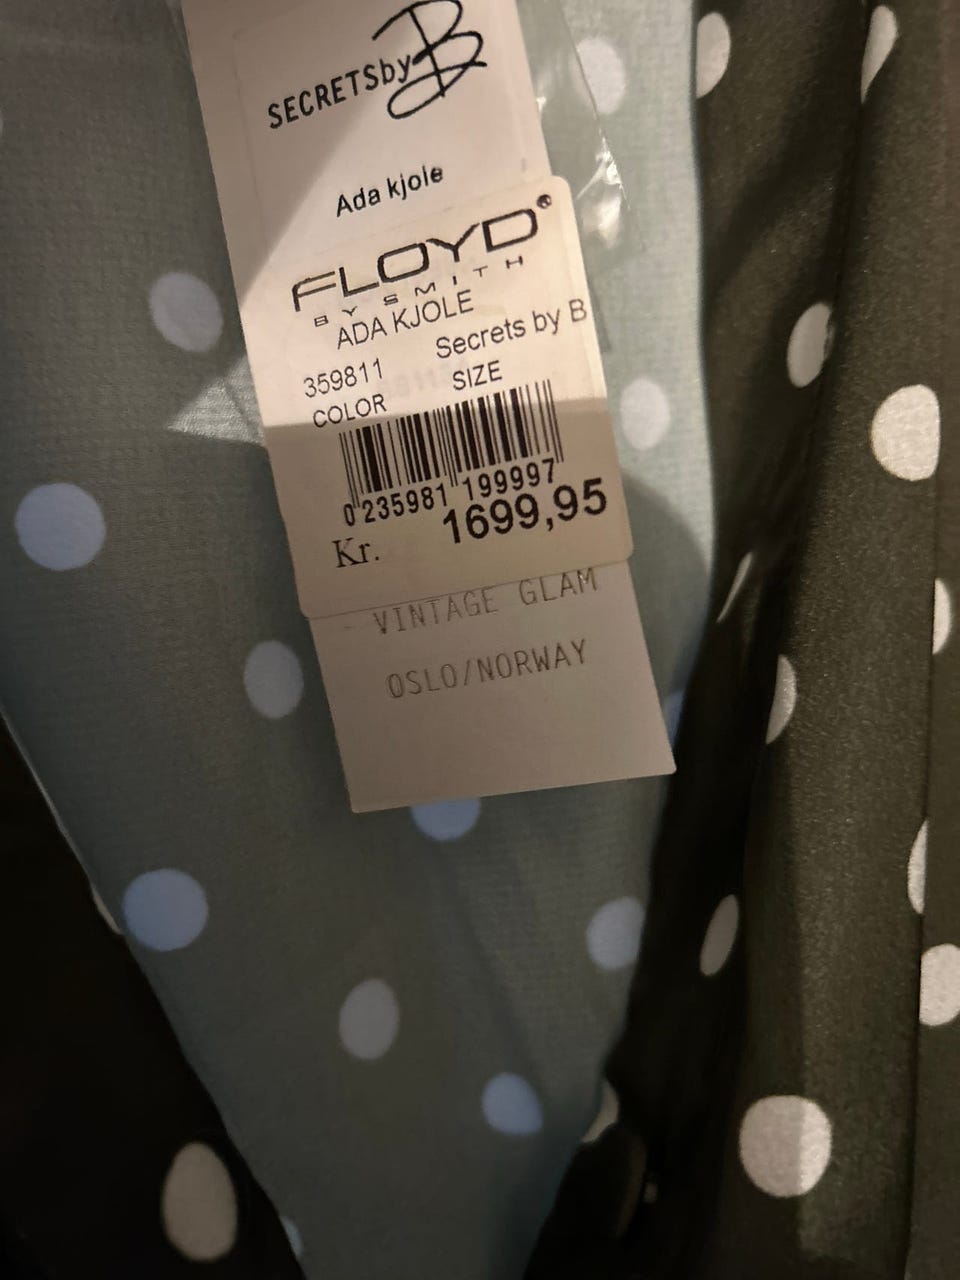 SECRETSby B
Ada kjole
FLOYD®
BY SMITH
ADA KJOLE
359811 Secrets by B
COLOR SIZE
0 235981 199997
Kr. 1699,95
VINTAGE GLAM
OSLO/NORWAY